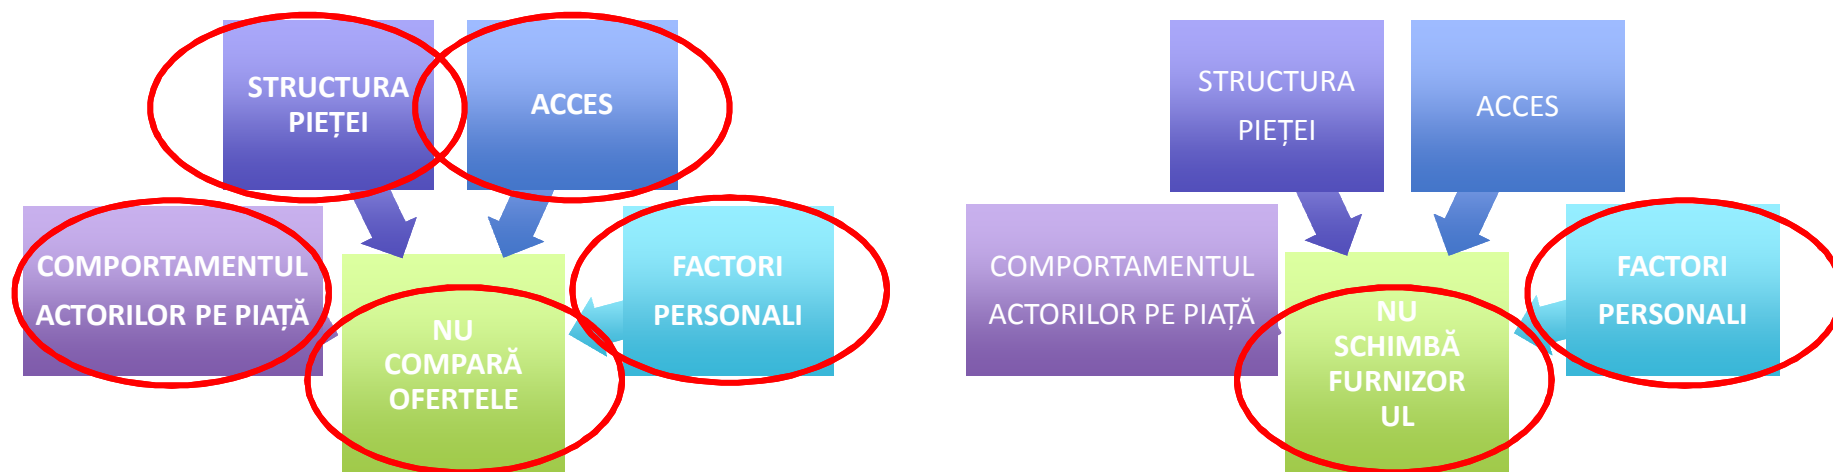 STRUCTURA
PIEȚEI
ACCES
COMPORTAMENTUL
ACTORILOR PE PIAȚĂ
FACTORI
PERSONALI
NU
COMPARĂ
OFERTELE
STRUCTURA
PIEȚEI
ACCES
COMPORTAMENTUL
ACTORILOR PE PIAȚĂ
FACTORI
PERSONALI
NU
SCHIMBĂ
FURNIZOR
UL